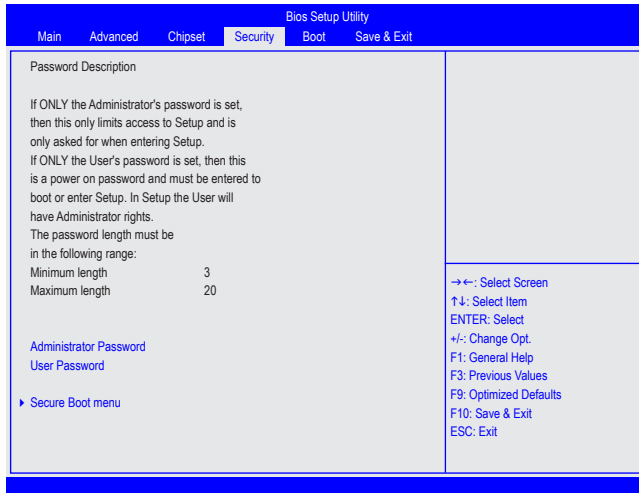 Bios Setup Utility
Main Advanced Chipset Security Boot Save & Exit
Password Description
If ONLY the Administrator's password is set,
then this only limits access to Setup and is
only asked for when entering Setup.
If ONLY the User's password is set, then this
is a power on password and must be entered to
boot or enter Setup. In Setup the User will
have Administrator rights.
The password length must be
in the following range:
Minimum length 3
Maximum length 20
Administrator Password
User Password
Secure Boot menu
→←: Select Screen
↑↓: Select Item
ENTER: Select
+/-: Change Opt.
F1: General Help
F3: Previous Values
F9: Optimized Defaults
F10: Save & Exit
ESC: Exit